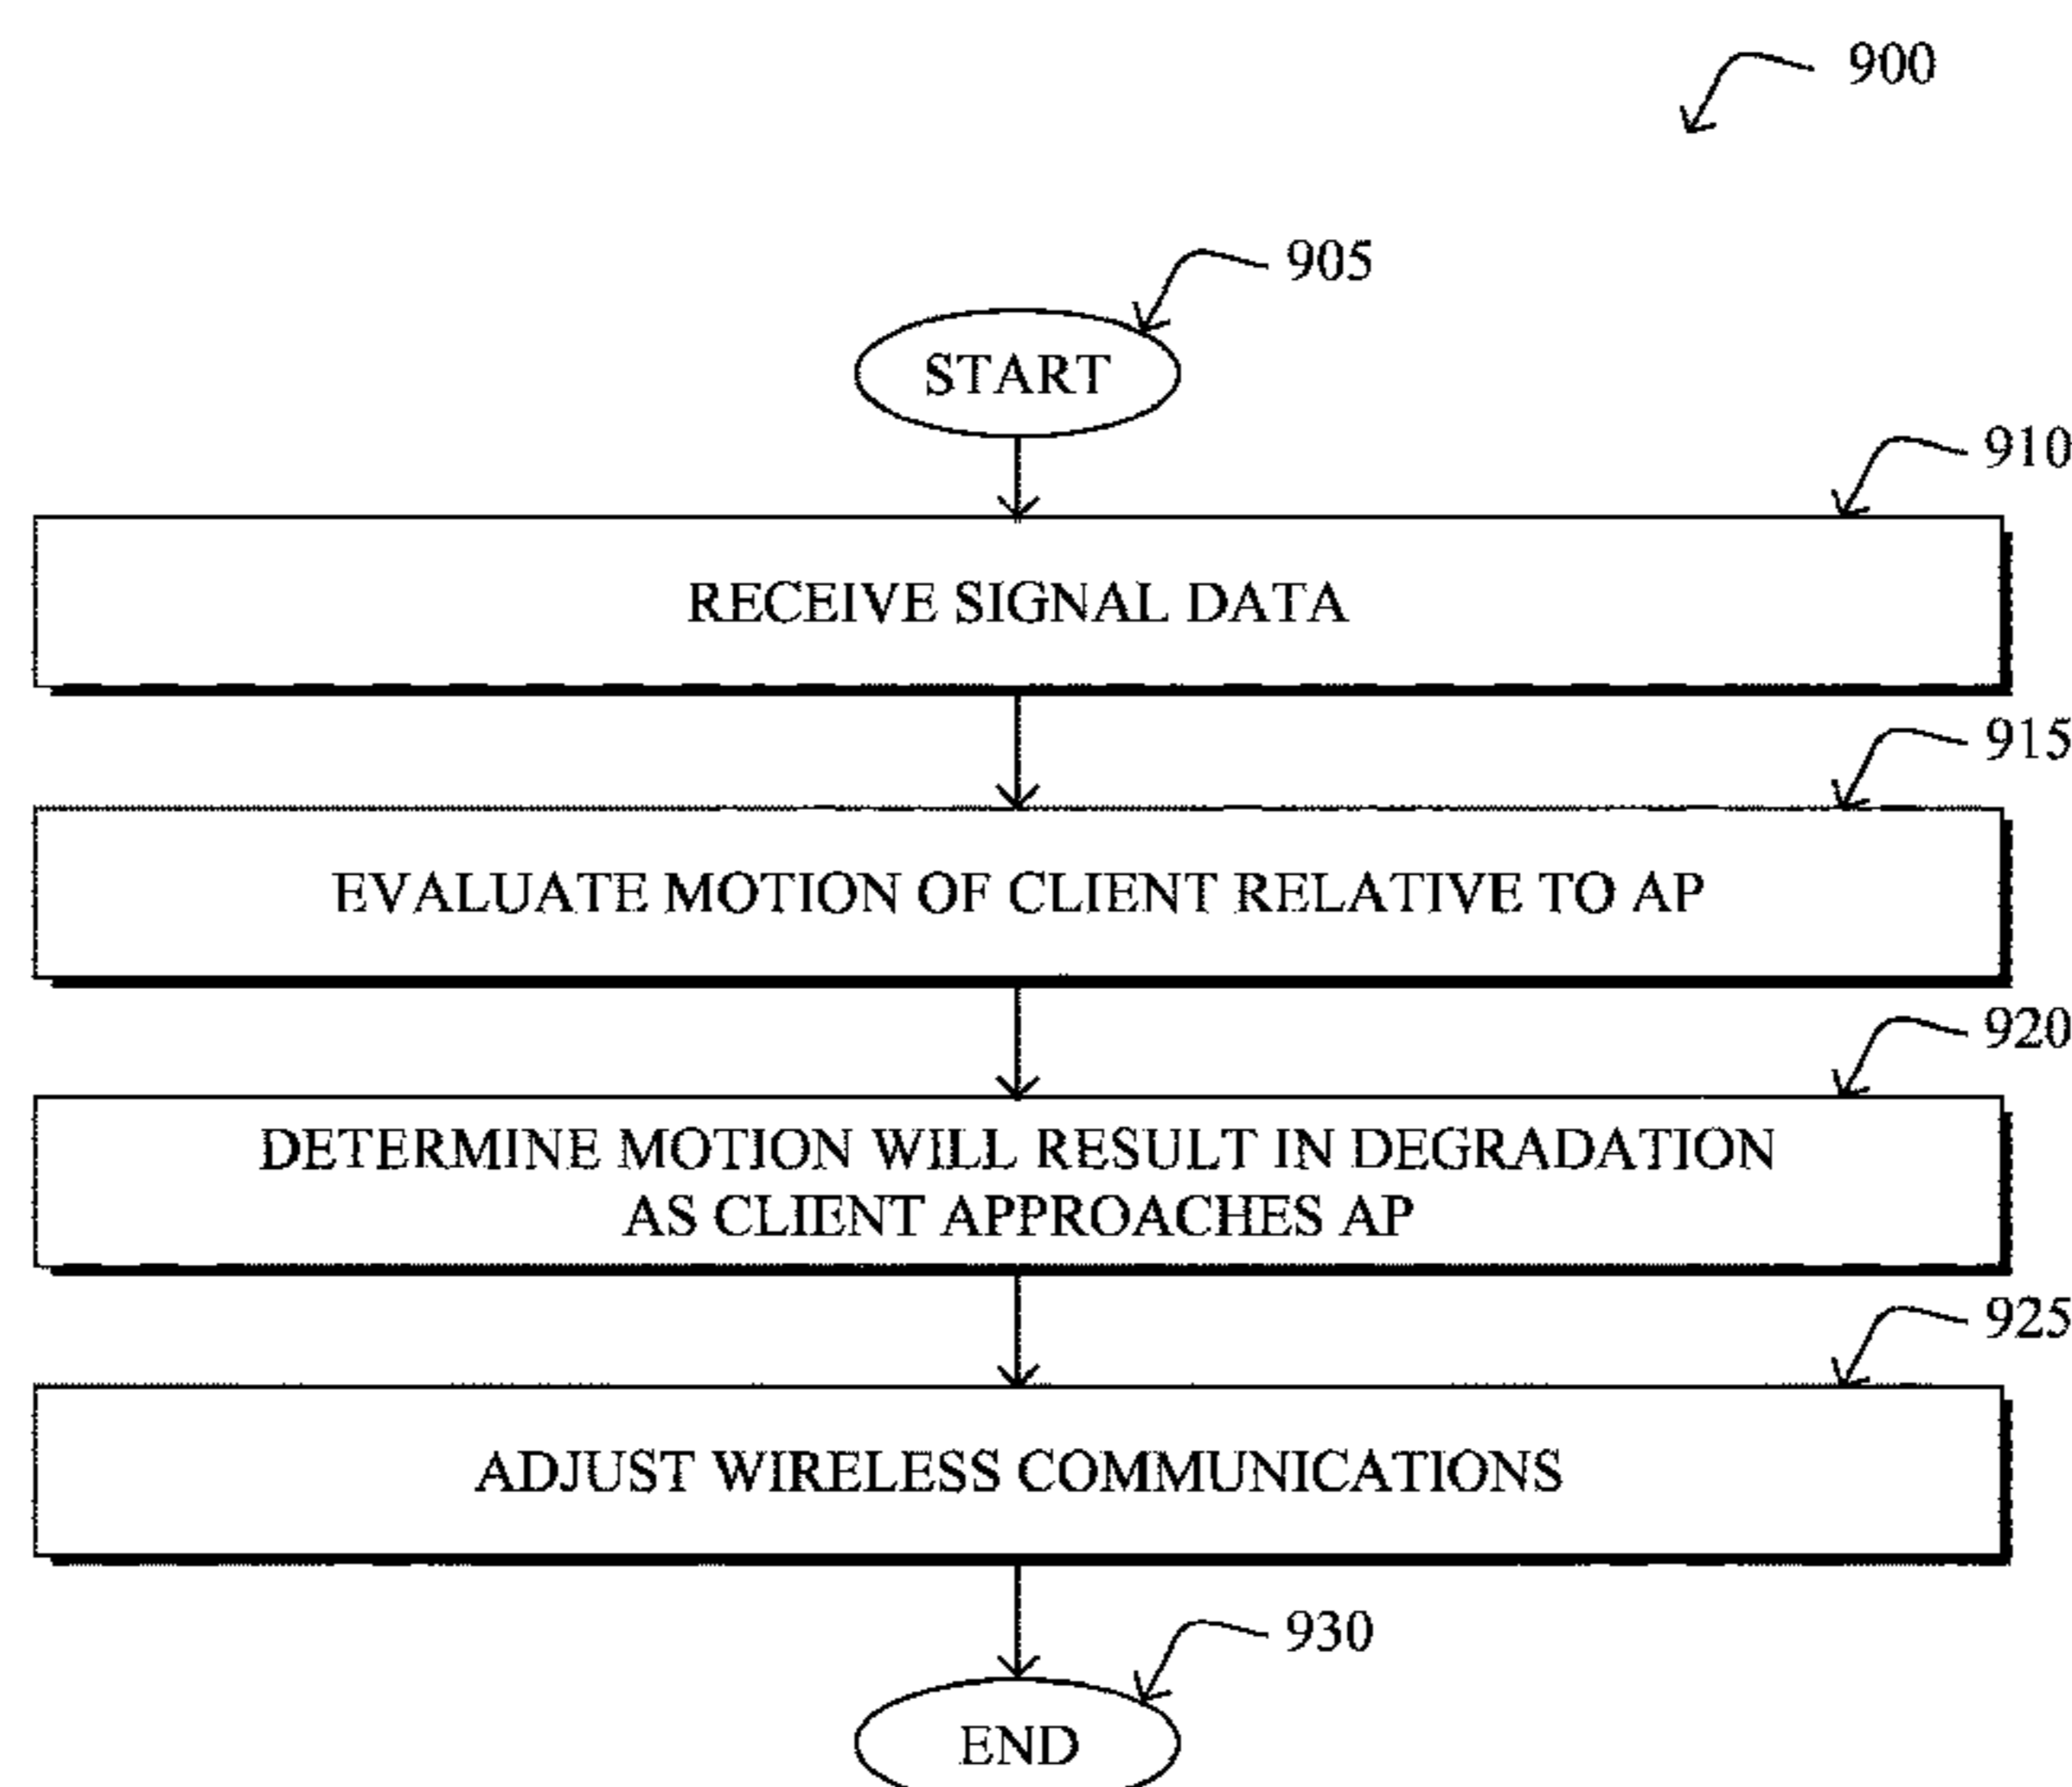 900
905
START
910
RECEIVE SIGNAL DATA
915
EVALUATE MOTION OF CLIENT RELATIVE TO AP
920
DETERMINE MOTION WILL RESULT IN DEGRADATION
AS CLIENT APPROACHES AP
925
ADJUST WIRELESS COMMUNICATIONS
930
END